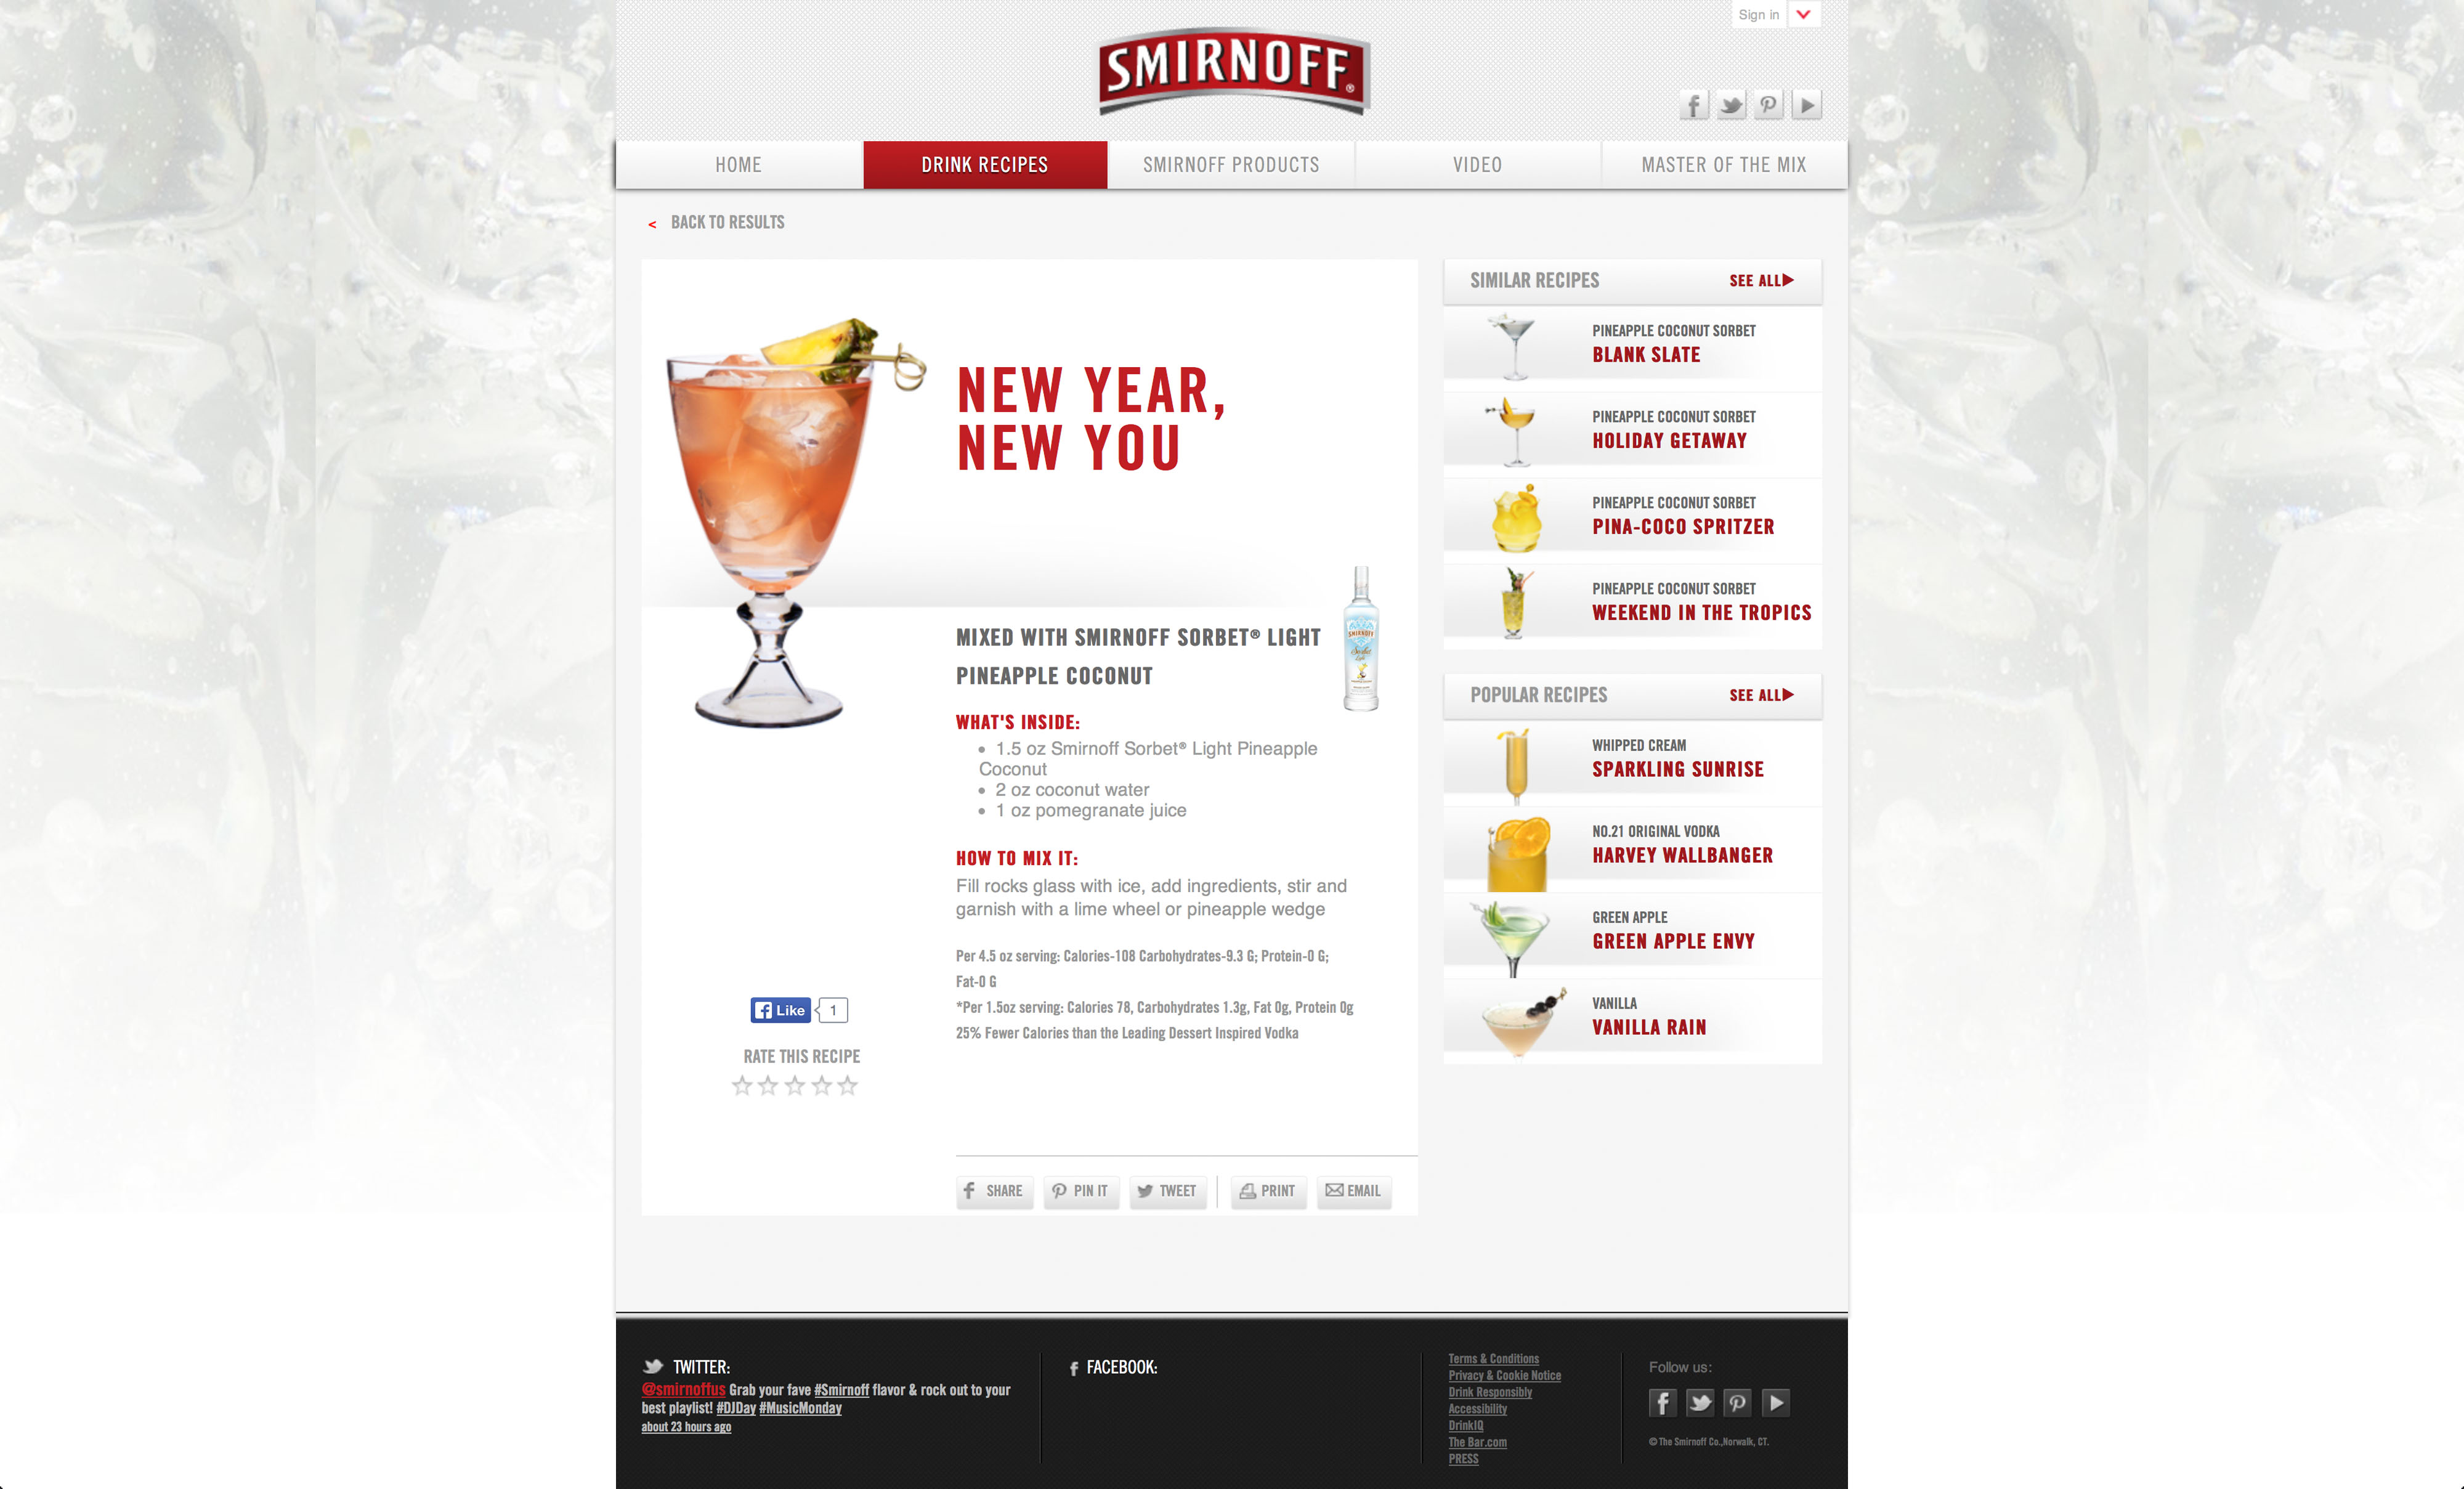 Sign in
SMIRNOFF®
HOME
DRINK RECIPES
SMIRNOFF PRODUCTS
VIDEO
MASTER OF THE MIX
< BACK TO RESULTS
NEW YEAR,
NEW YOU
MIXED WITH SMIRNOFF SORBET® LIGHT
PINEAPPLE COCONUT
SMIRNOFF
Sorbet
Light
WHAT'S INSIDE:
• 1.5 oz Smirnoff Sorbet® Light Pineapple
Coconut
• 2 oz coconut water
• 1 oz pomegranate juice
HOW TO MIX IT:
Fill rocks glass with ice, add ingredients, stir and
garnish with a lime wheel or pineapple wedge
Per 4.5 oz serving: Calories-108 Carbohydrates-9.3 G; Protein-0 G;
Fat-0 G
*Per 1.5oz serving: Calories 78, Carbohydrates 1.3g, Fat 0g, Protein 0g
25% Fewer Calories than the Leading Dessert Inspired Vodka
Like 1
RATE THIS RECIPE
SHARE
PIN IT
TWEET
PRINT
EMAIL
SIMILAR RECIPES
SEE ALL
PINEAPPLE COCONUT SORBET
BLANK SLATE
PINEAPPLE COCONUT SORBET
HOLIDAY GETAWAY
PINEAPPLE COCONUT SORBET
PINA-COCO SPRITZER
PINEAPPLE COCONUT SORBET
WEEKEND IN THE TROPICS
POPULAR RECIPES
SEE ALL
WHIPPED CREAM
SPARKLING SUNRISE
NO.21 ORIGINAL VODKA
HARVEY WALLBANGER
GREEN APPLE
GREEN APPLE ENVY
VANILLA
VANILLA RAIN
TWITTER:
@smirnoffus Grab your fave #Smirnoff flavor & rock out to your
best playlist! #DJDay #MusicMonday
about 23 hours ago
FACEBOOK:
Terms & Conditions
Privacy & Cookie Notice
Drink Responsibly
Accessibility
DrinkIQ
The Bar.com
PRESS
Follow us:
© The Smirnoff Co.,Norwalk, CT.